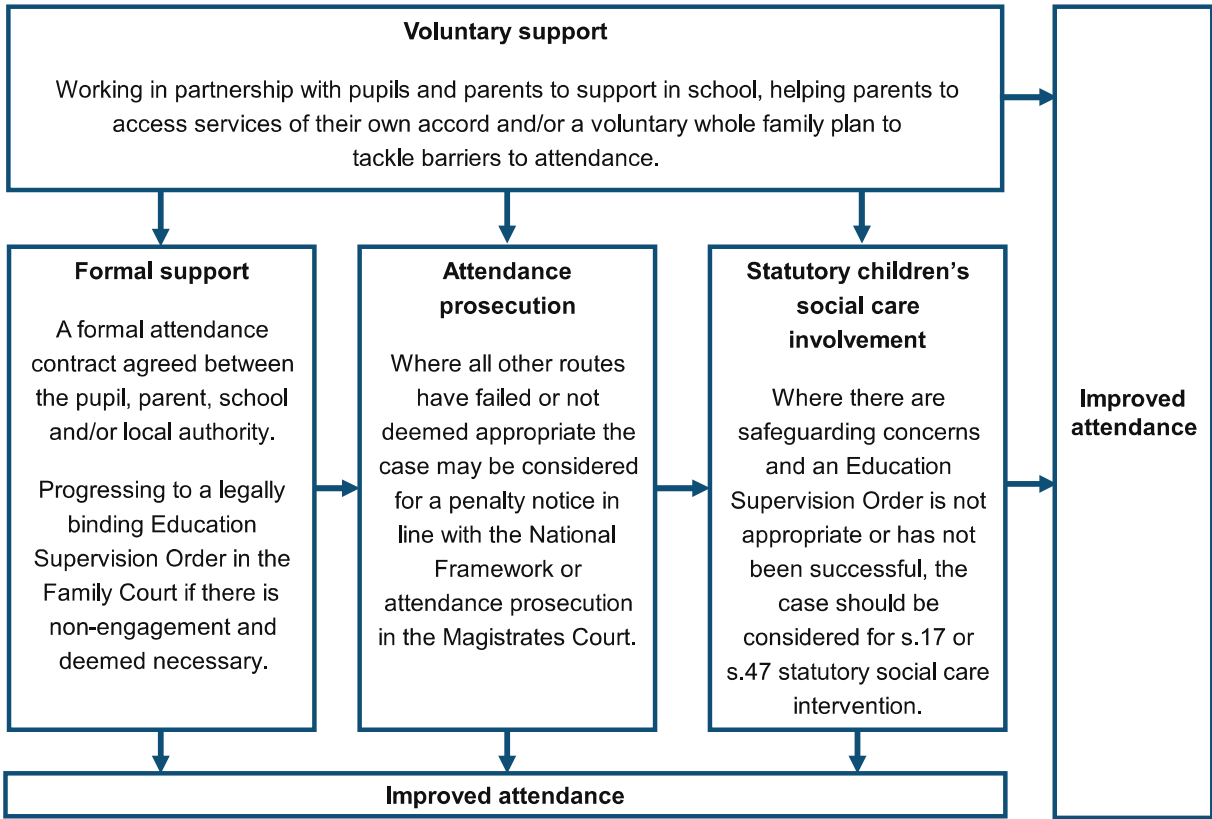 Voluntary support
Working in partnership with pupils and parents to support in school, helping parents to
access services of their own accord and/or a voluntary whole family plan to
tackle barriers to attendance.
Formal support
A formal attendance
contract agreed between
the pupil, parent, school
and/or local authority.
Progressing to a legally
binding Education
Supervision Order in the
Family Court if there is
non-engagement and
deemed necessary.
Attendance
prosecution
Where all other routes
have failed or not
deemed appropriate the
case may be considered
for a penalty notice in
line with the National
Framework or
attendance prosecution
in the Magistrates Court.
Statutory children’s
social care
involvement
Where there are
safeguarding concerns
and an Education
Supervision Order is not
appropriate or has not
been successful, the
case should be
considered for s.17 or
s.47 statutory social care
intervention.
Improved
attendance
Improved attendance